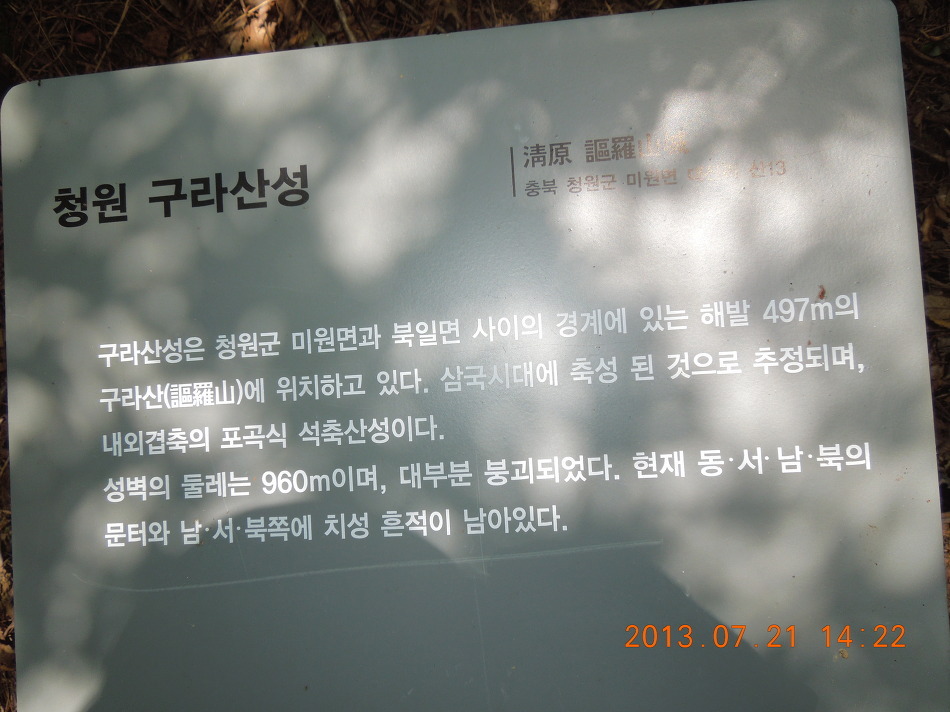 청원 구라산성
清原 謳羅山
충북 청원군 미원면 산13
구라산성은 청원군 미원면과 북일면 사이의 경계에 있는 해발 497m의
구라산(謳羅山)에 위치하고 있다. 삼국시대에 축성 된 것으로 추정되며,
내외겹축의 포곡식 석축산성이다.
성벽의 둘레는 960m이며, 대부분 붕괴되었다. 현재 동·서·남·북의
문터와 남·서·북쪽에 치성 흔적이 남아있다.
2013.07.21 14:22